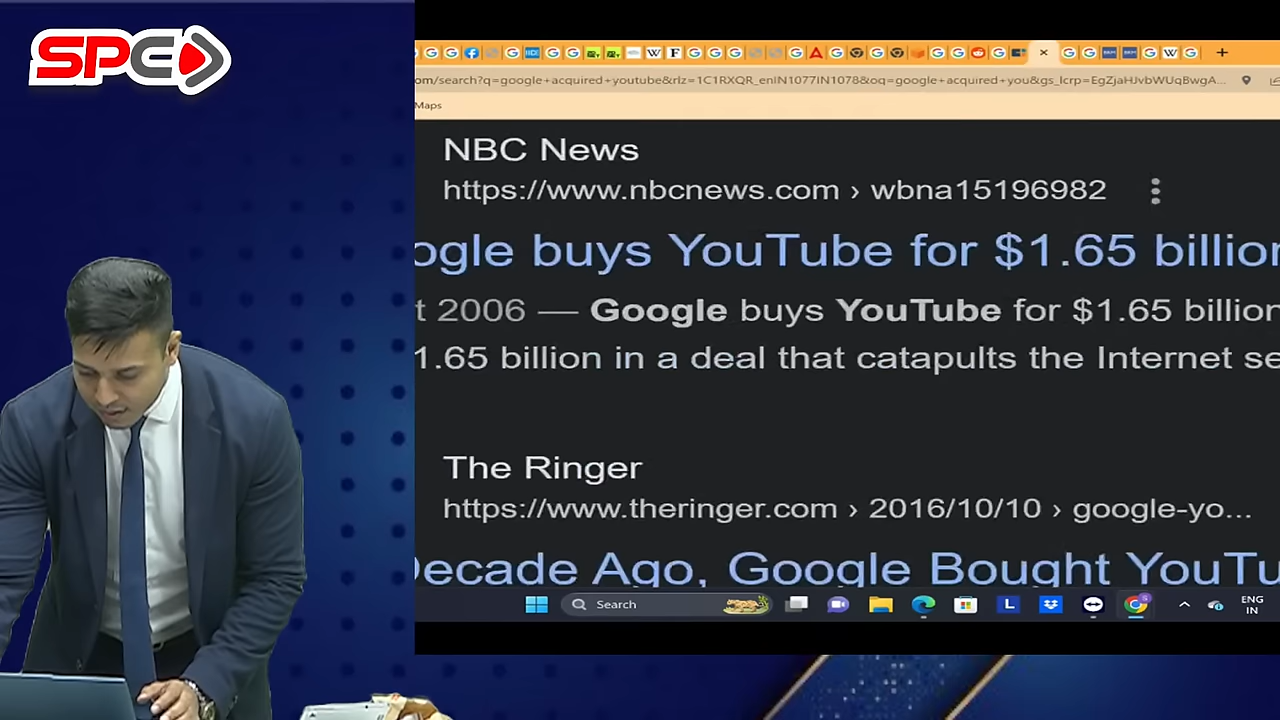 SPE
om/search?q=google+acquired+youtube&rlz=1C1RXQR_enIN1077IN1078&oq=google+acquired+you&gs_lcrp=EgZjaHJvbWUqBwgA...
Maps
NBC News
https://www.nbcnews.com › wbna15196982
ogle buys YouTube for $1.65 billion
t 2006 — Google buys YouTube for $1.65 billion
1.65 billion in a deal that catapults the Internet se
The Ringer
https://www.theringer.com › 2016/10/10 › google-yo...
Decade Ago, Google Bought YouTu
Search
ENG
IN